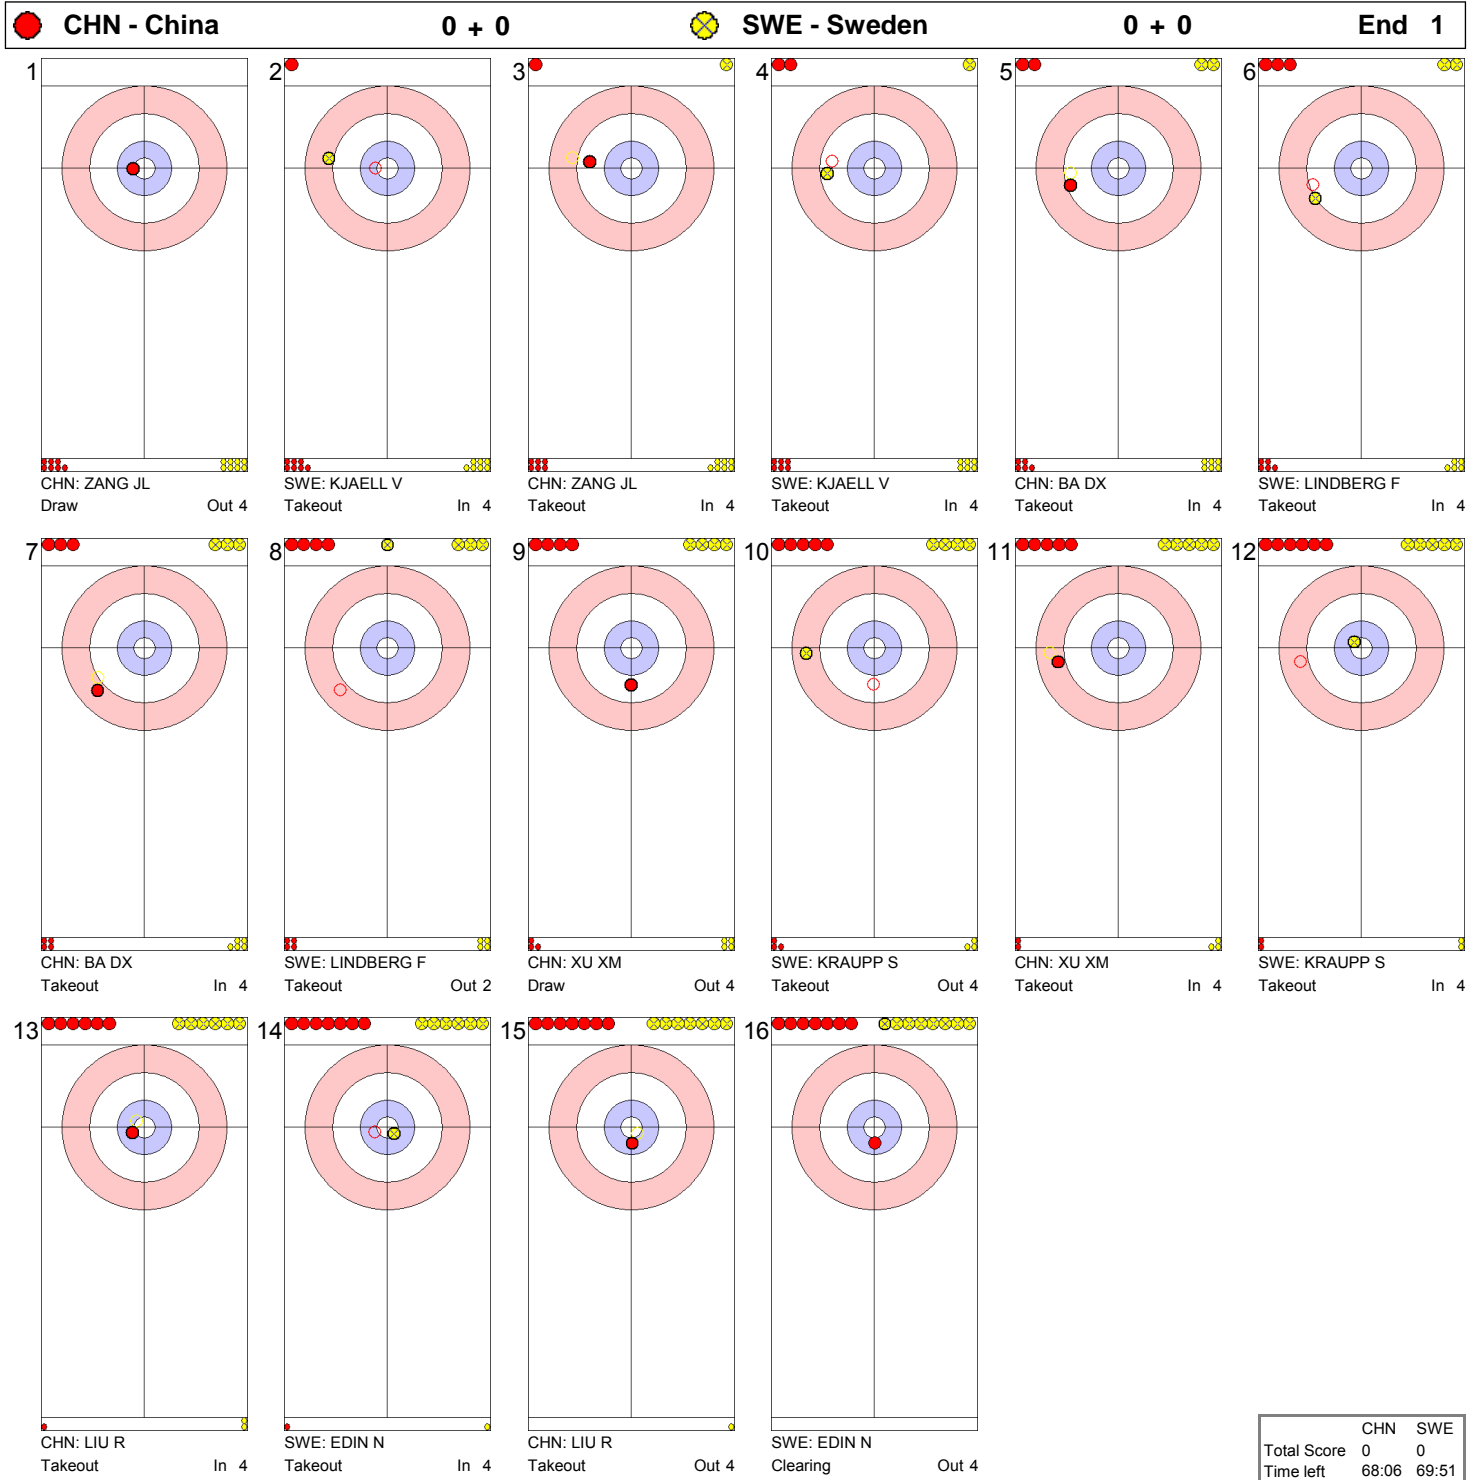 CHN - China 0 + 0 SWE - Sweden 0 + 0 End 1
1 2 3 4 5 6
CHN: ZANG JL SWE: KJAELL V CHN: ZANG JL SWE: KJAELL V CHN: BA DX SWE: LINDBERG F
Draw Out 4 Takeout In 4 Takeout In 4 Takeout In 4 Takeout In 4 Takeout In 4
7 8 9 10 11 12
CHN: BA DX SWE: LINDBERG F CHN: XU XM SWE: KRAUPP S CHN: XU XM SWE: KRAUPP S
Takeout In 4 Takeout Out 2 Draw Out 4 Takeout Out 4 Takeout In 4 Takeout In 4
13 14 15 16
CHN: LIU R SWE: EDIN N CHN: LIU R SWE: EDIN N
Takeout In 4 Takeout In 4 Takeout Out 4 Clearing Out 4
CHN SWE
Total Score 0 0
Time left 68:06 69:51